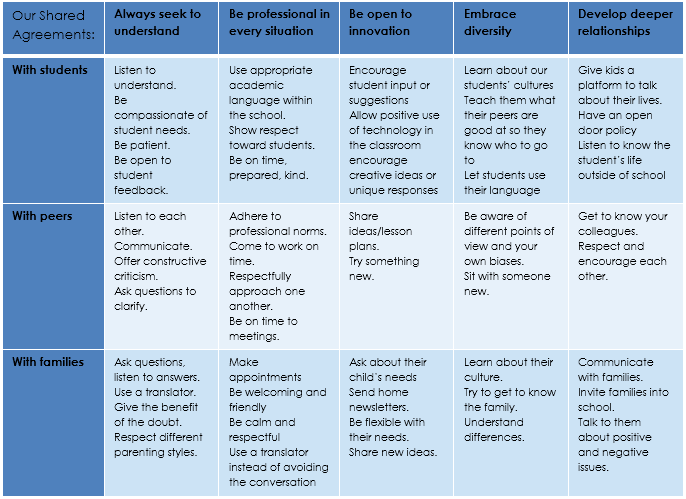 Our Shared
Agreements:
Always seek to
understand
Be professional in
every situation
Be open to
innovation
Embrace
diversity
Develop deeper
relationships
With students
Listen to
understand.
Be
compassionate of
student needs.
Be patient.
Be open to
student
feedback.
Use appropriate
academic
language within
the school.
Show respect
toward students.
Be on time,
prepared, kind.
Encourage
student input or
suggestions
Allow positive use
of technology in
the classroom
encourage
creative ideas or
unique responses
Learn about our
students’ cultures
Teach them what
their peers are
good at so they
know who to go
to
Let students use
their language
Give kids a
platform to talk
about their lives.
Have an open
door policy
Listen to know the
student’s life
outside of school
With peers
Listen to each
other.
Communicate.
Offer constructive
criticism.
Ask questions to
clarify.
Adhere to
professional norms.
Come to work on
time.
Respectfully
approach one
another.
Be on time to
meetings.
Share
ideas/lesson
plans.
Try something
new.
Be aware of
different points of
view and your
own biases.
Sit with someone
new.
Get to know your
colleagues.
Respect and
encourage each
other.
With families
Ask questions,
listen to answers.
Use a translator.
Give the benefit
of the doubt.
Respect different
parenting styles.
Make
appointments
Be welcoming and
friendly
Be calm and
respectful
Use a translator
instead of avoiding
the conversation
Ask about their
child’s needs
Send home
newsletters.
Be flexible with
their needs.
Share new ideas.
Learn about their
culture.
Try to get to know
the family.
Understand
differences.
Communicate
with families.
Invite families into
school.
Talk to them
about positive
and negative
issues.